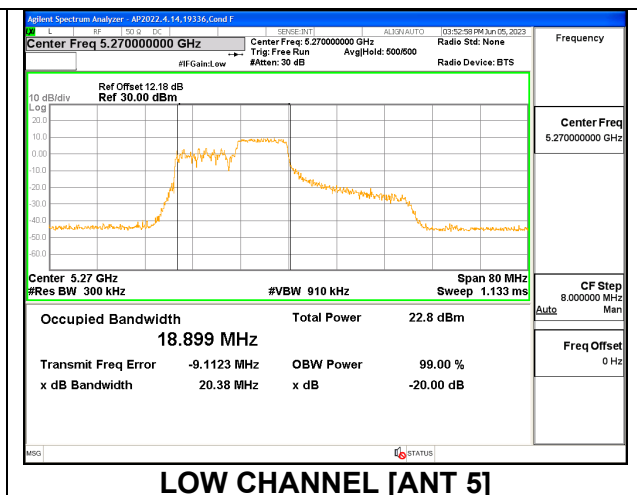 Agilent Spectrum Analyzer - AP2022.4.14,19336,Cond F
LXI L RF 50 Ω DC SENSE:INT ALIGN AUTO 03:52:58 PM Jun 05, 2023
Center Freq 5.270000000 GHz
Center Freq: 5.270000000 GHz Radio Std: None
Trig: Free Run Avg|Hold: 500/500
#IFGain:Low #Atten: 30 dB Radio Device: BTS
Frequency
Ref Offset 12.18 dB
10 dB/div Ref 30.00 dBm
Log
20.0
10.0
0.00
-10.0
-20.0
-30.0
-40.0
-50.0
-60.0
Center 5.27 GHz Span 80 MHz
#Res BW 300 kHz #VBW 910 kHz Sweep 1.133 ms
Occupied Bandwidth Total Power 22.8 dBm
18.899 MHz
Transmit Freq Error -9.1123 MHz OBW Power 99.00 %
x dB Bandwidth 20.38 MHz x dB -20.00 dB
Center Freq
5.270000000 GHz
CF Step
8.000000 MHz
Auto Man
Freq Offset
0 Hz
MSG STATUS
LOW CHANNEL [ANT 5]